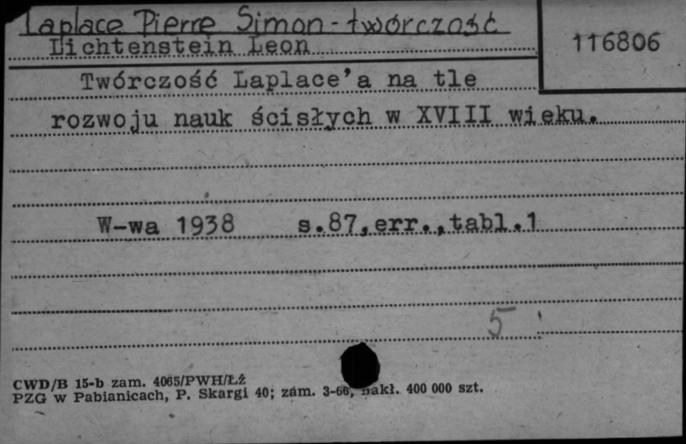 Laplace Pierre Simon - twórczość
Lichtenstein Leon
116806
Twórczość Laplace'a na tle
rozwoju nauk ścisłych w XVIII wieku.
W-wa 1938 s.87,err.,tabl.1
5
CWD/B 15-b zam. 4065/PWH/Łź
PZG w Pabianicach, P. Skargi 40; zam. 3-66, nakł. 400 000 szt.